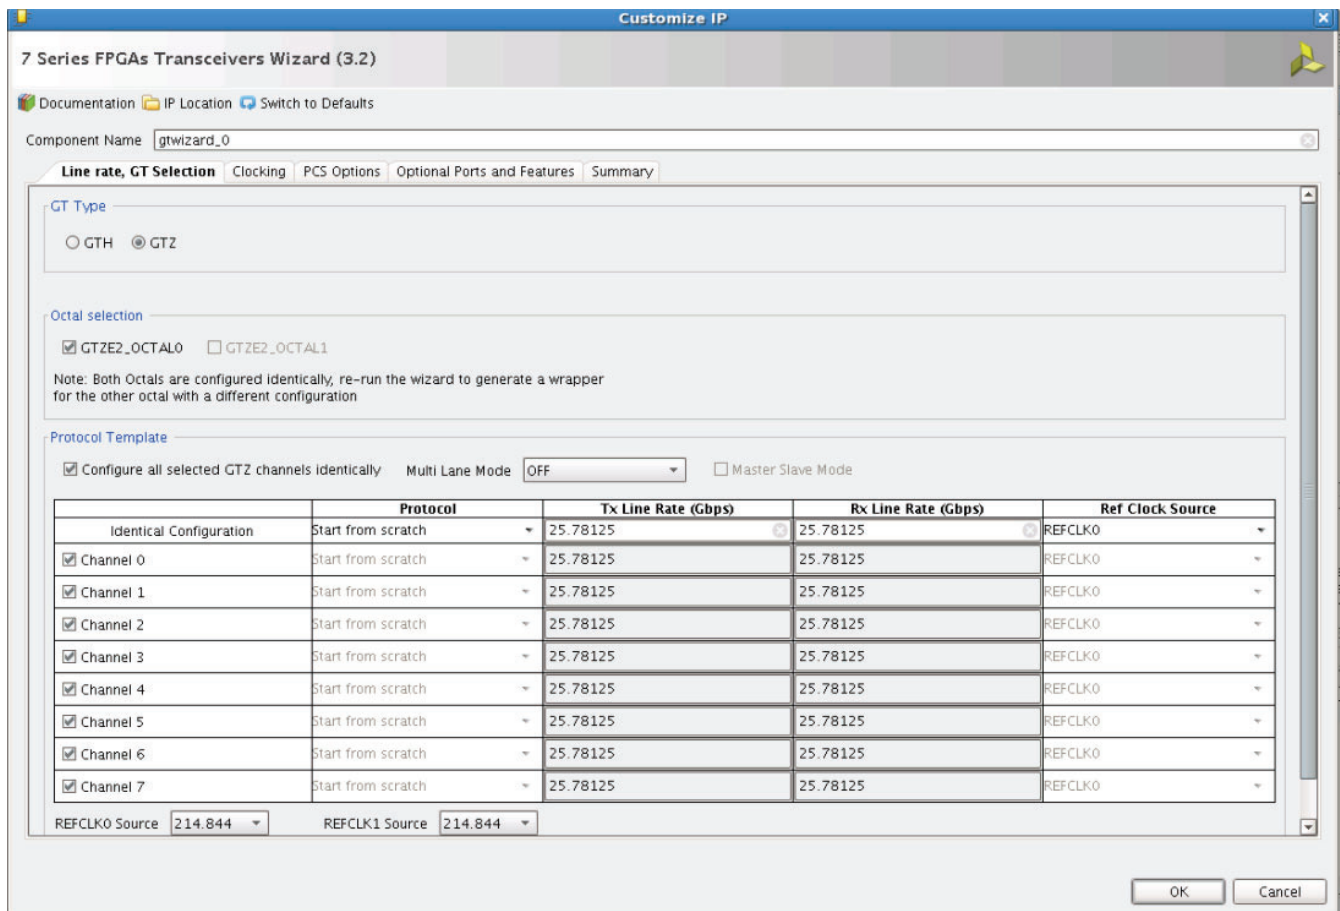 Customize IP
7 Series FPGAs Transceivers Wizard (3.2)
Documentation IP Location Switch to Defaults
Component Name gtwizard_0
Line rate, GT Selection Clocking PCS Options Optional Ports and Features Summary
GT Type
GTH GTZ
Octal selection
GTZE2_OCTAL0 GTZE2_OCTAL1
Note: Both Octals are configured identically, re-run the wizard to generate a wrapper
for the other octal with a different configuration
Protocol Template
Configure all selected GTZ channels identically Multi Lane Mode OFF Master Slave Mode
Protocol Tx Line Rate (Gbps) Rx Line Rate (Gbps) Ref Clock Source
Identical Configuration Start from scratch 25.78125 25.78125 REFCLK0
Channel 0 Start from scratch 25.78125 25.78125 REFCLK0
Channel 1 Start from scratch 25.78125 25.78125 REFCLK0
Channel 2 Start from scratch 25.78125 25.78125 REFCLK0
Channel 3 Start from scratch 25.78125 25.78125 REFCLK0
Channel 4 Start from scratch 25.78125 25.78125 REFCLK0
Channel 5 Start from scratch 25.78125 25.78125 REFCLK0
Channel 6 Start from scratch 25.78125 25.78125 REFCLK0
Channel 7 Start from scratch 25.78125 25.78125 REFCLK0
REFCLK0 Source 214.844 REFCLK1 Source 214.844
OK Cancel